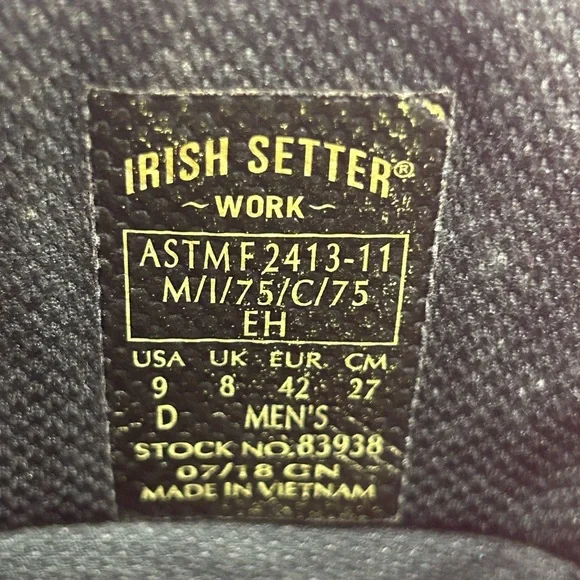 IRISH SETTER®
~WORK~
ASTM F 2413-11
M/I/75/C/75
EH
USA UK EUR. CM.
9 8 42 27
D MEN'S
STOCK NO.83938
07/18 GN
MADE IN VIETNAM